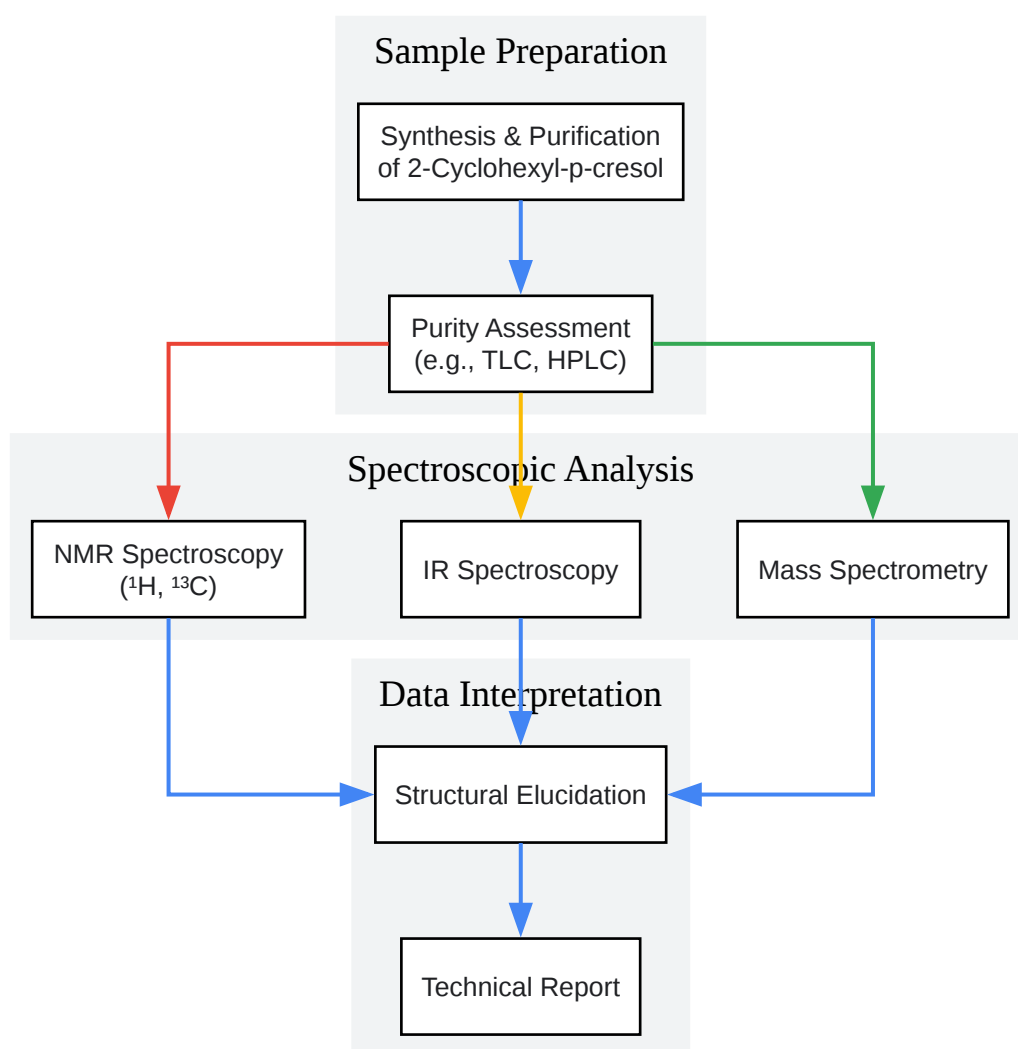 Sample Preparation
Synthesis & Purification
of 2-Cyclohexyl-p-cresol
Purity Assessment
(e.g., TLC, HPLC)
Spectroscopic Analysis
NMR Spectroscopy
(¹H, ¹³C)
IR Spectroscopy
Mass Spectrometry
Data Interpretation
Structural Elucidation
Technical Report